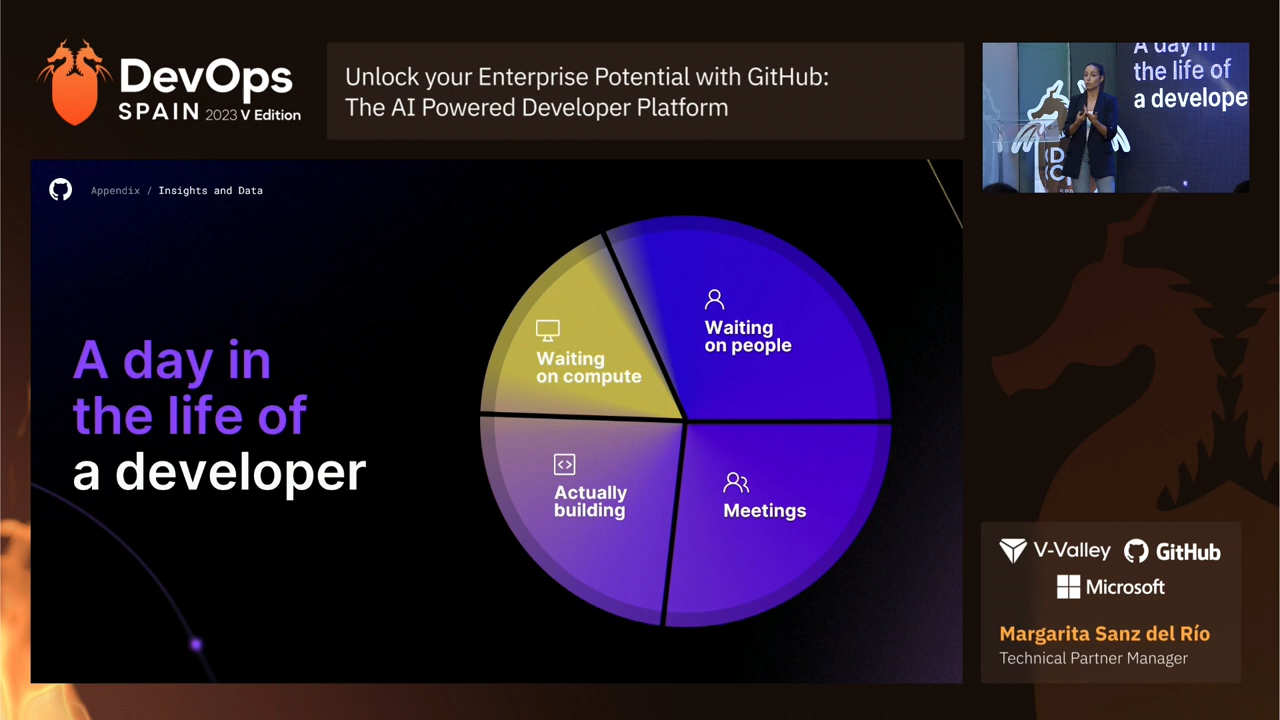 DevOps
SPAIN 2023 V Edition
Unlock your Enterprise Potential with GitHub:
The AI Powered Developer Platform
A day in
the life of
a develope
Appendix / Insights and Data
A day in
the life of
a developer
Waiting
on people
Waiting
on compute
Actually
building
Meetings
V-Valley
GitHub
Microsoft
Margarita Sanz del Río
Technical Partner Manager